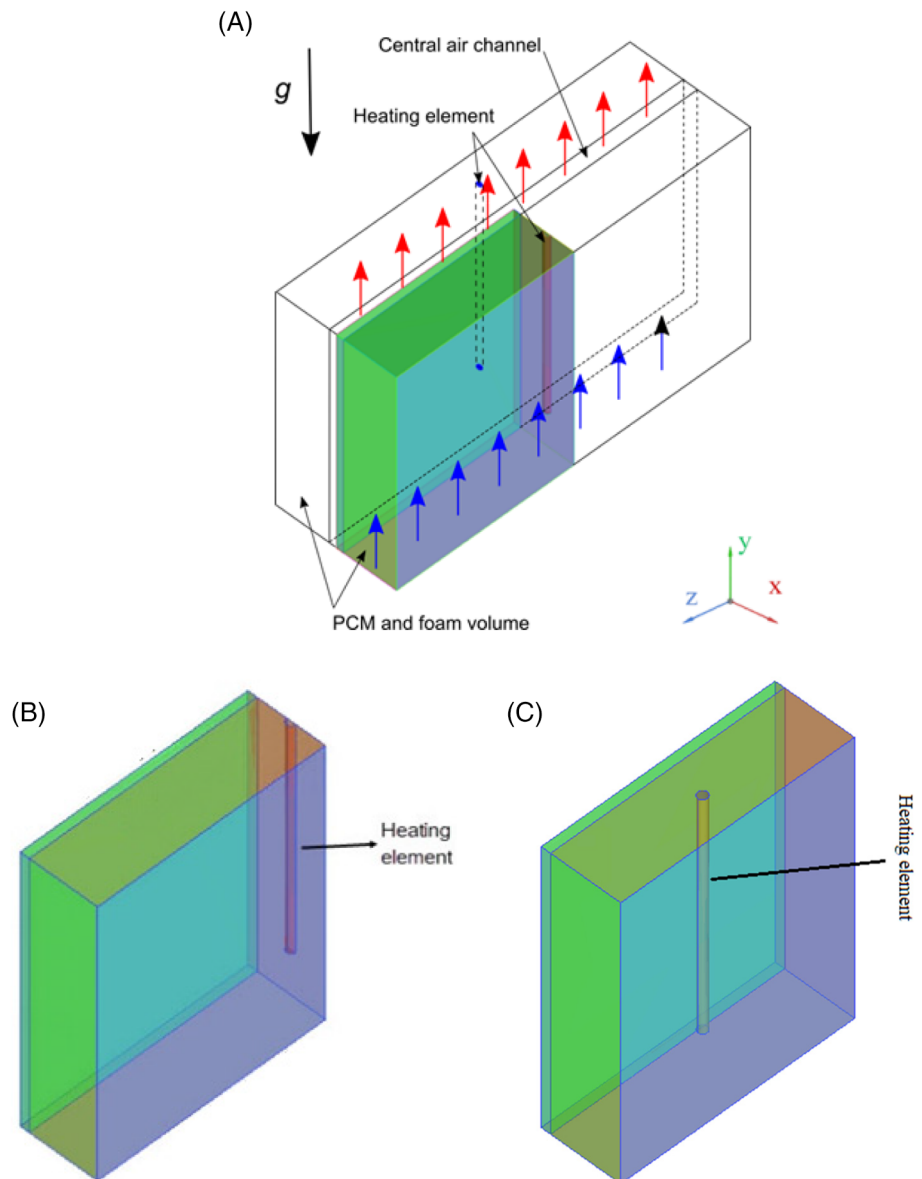 (A)
Central air channel
g
Heating element
PCM and foam volume
y
z
x
(B)
(C)
Heating
element
Heating element